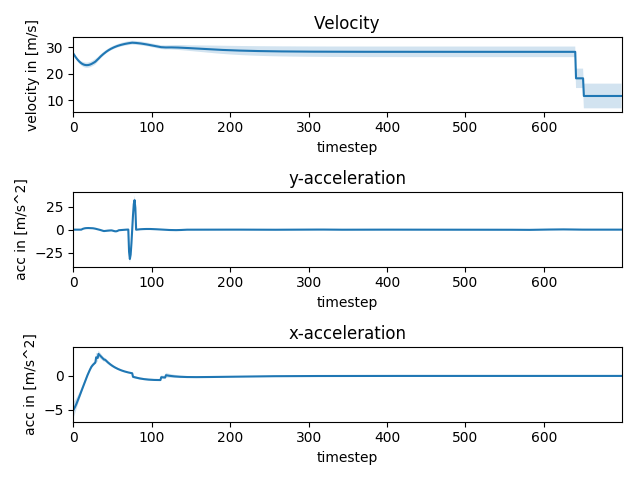 Velocity
velocity in [m/s]
30
20
10
0 100 200 300 400 500 600
timestep
y-acceleration
acc in [m/s^2]
25
0
−25
0 100 200 300 400 500 600
timestep
x-acceleration
acc in [m/s^2]
0
−5
0 100 200 300 400 500 600
timestep